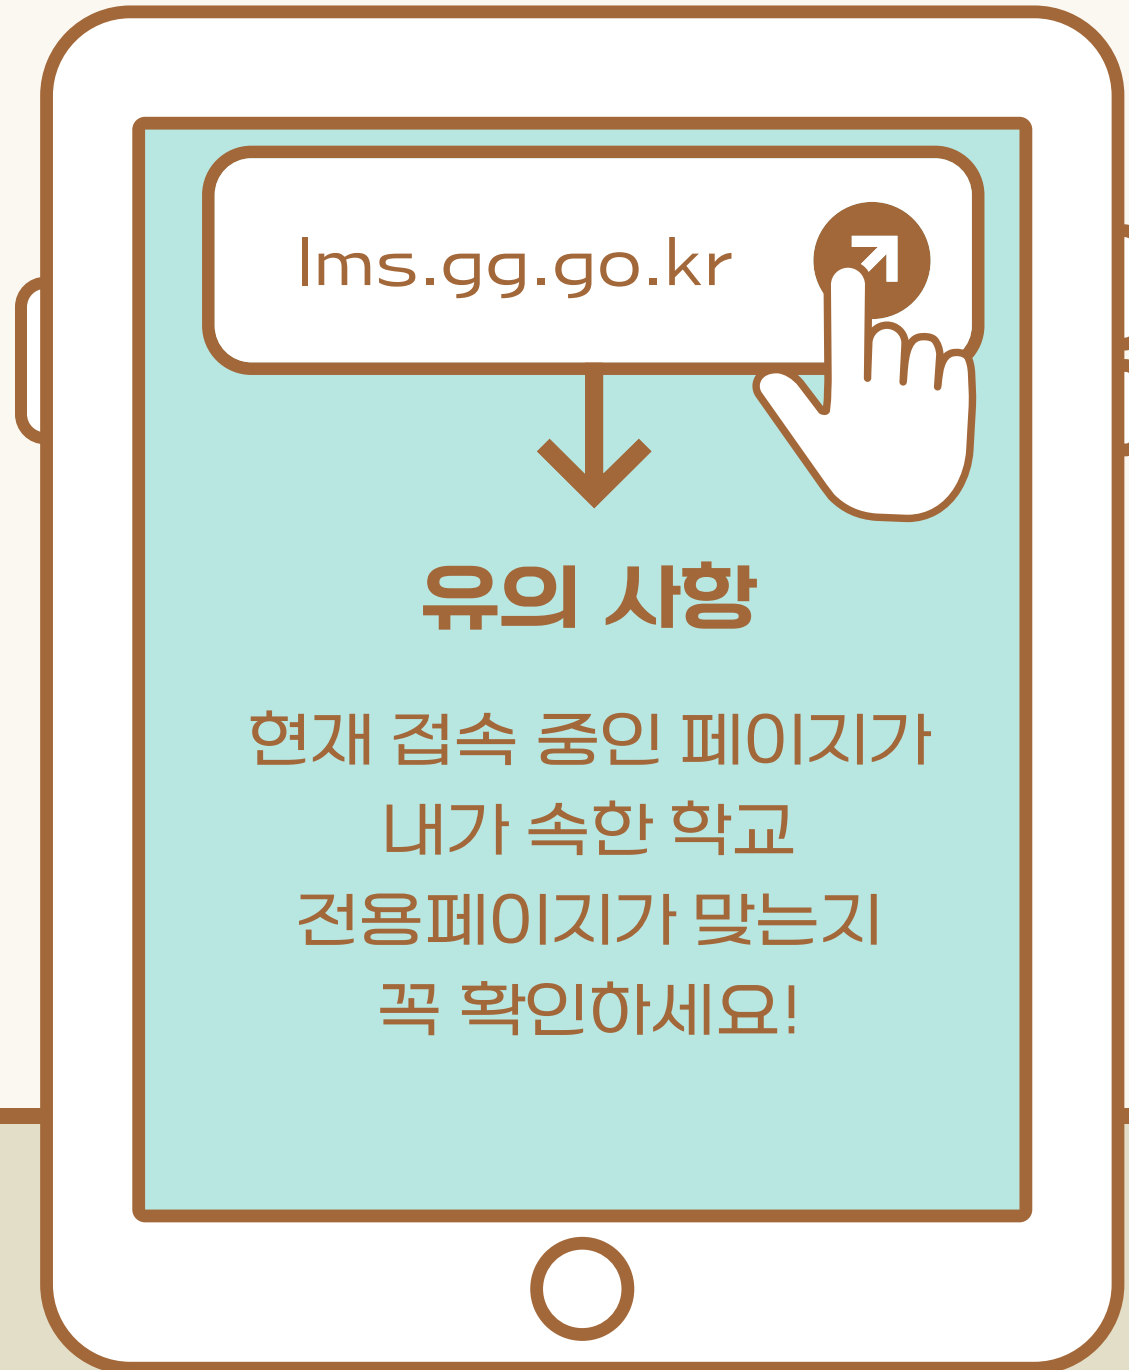 lms.gg.go.kr
유의 사항
현재 접속 중인 페이지가
내가 속한 학교
전용페이지가 맞는지
꼭 확인하세요!